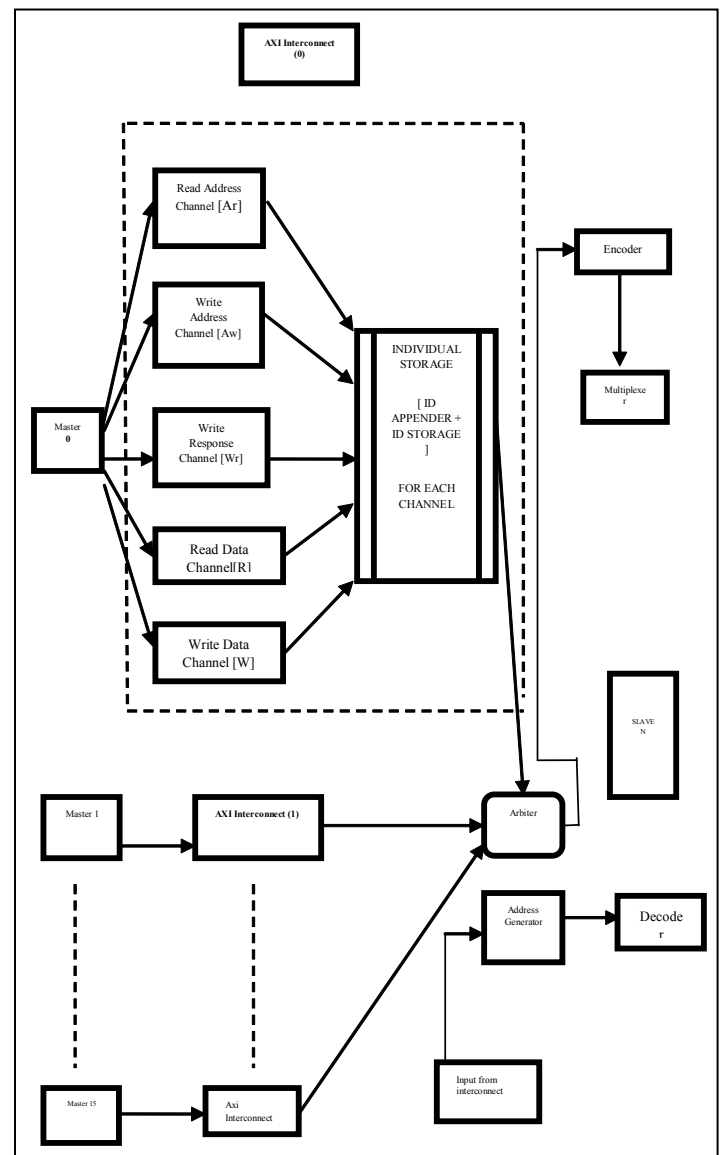 AXI Interconnect
(0)
Read Address
Channel [Ar]
Encoder
Write
Address
Channel [Aw]
INDIVIDUAL
STORAGE
[ ID
APPENDER +
ID STORAGE
]
FOR EACH
CHANNEL
Multiplexe
r
Master
0
Write
Response
Channel [Wr]
Read Data
Channel[R]
Write Data
Channel [W]
SLAVE
N
Master 1
AXI Interconnect (1)
Arbiter
Address
Generator
Decode
r
Input from
interconnect
Master 15
Axi
Interconnect